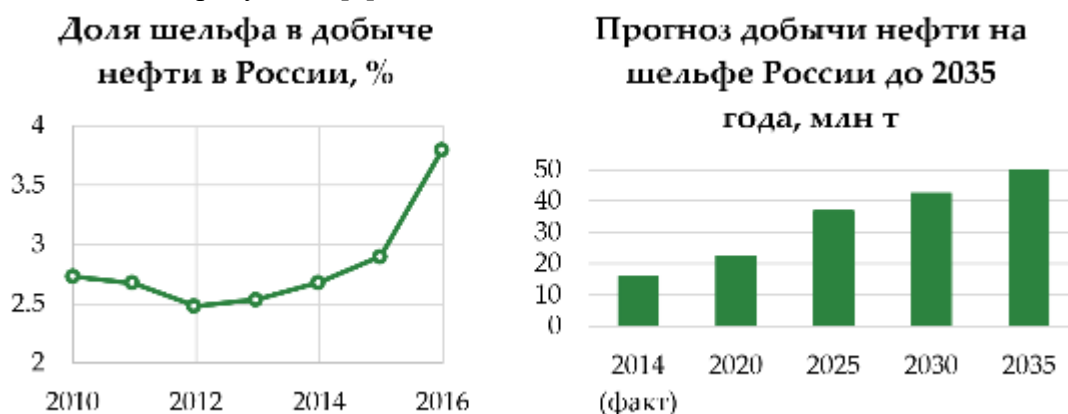 Доля шельфа в добыче
нефти в России, %
4
3.5
3
2.5
2
2010 2012 2014 2016
Прогноз добычи нефти на
шельфе России до 2035
года, млн т
50
40
30
20
10
0
2014 2020 2025 2030 2035
(факт)